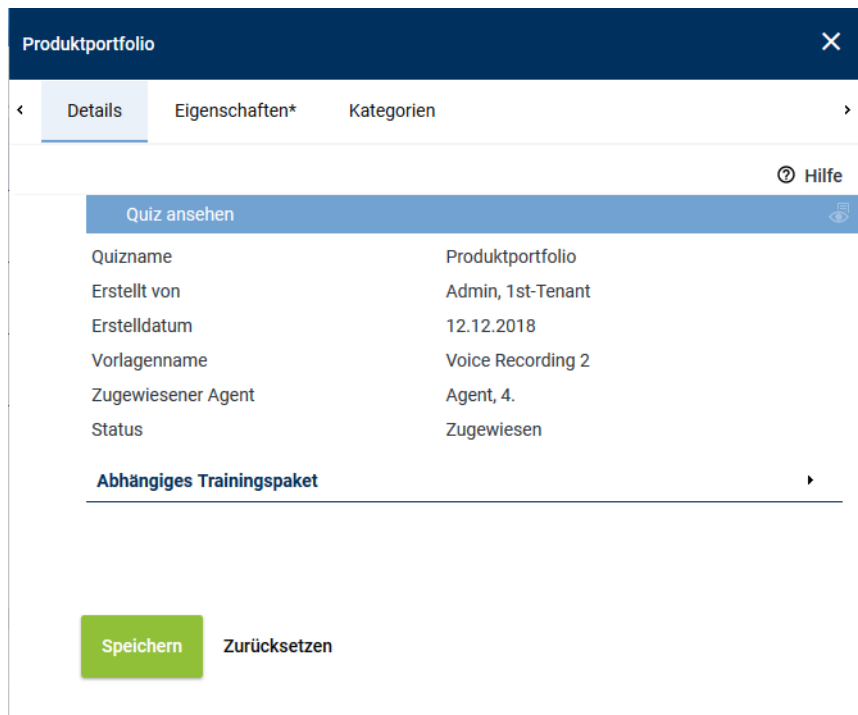 Produktportfolio
Details Eigenschaften* Kategorien
Hilfe
Quiz ansehen
Quizname Produktportfolio
Erstellt von Admin, 1st-Tenant
Erstelldatum 12.12.2018
Vorlagenname Voice Recording 2
Zugewiesener Agent Agent, 4.
Status Zugewiesen
Abhängiges Trainingspaket
Speichern Zurücksetzen